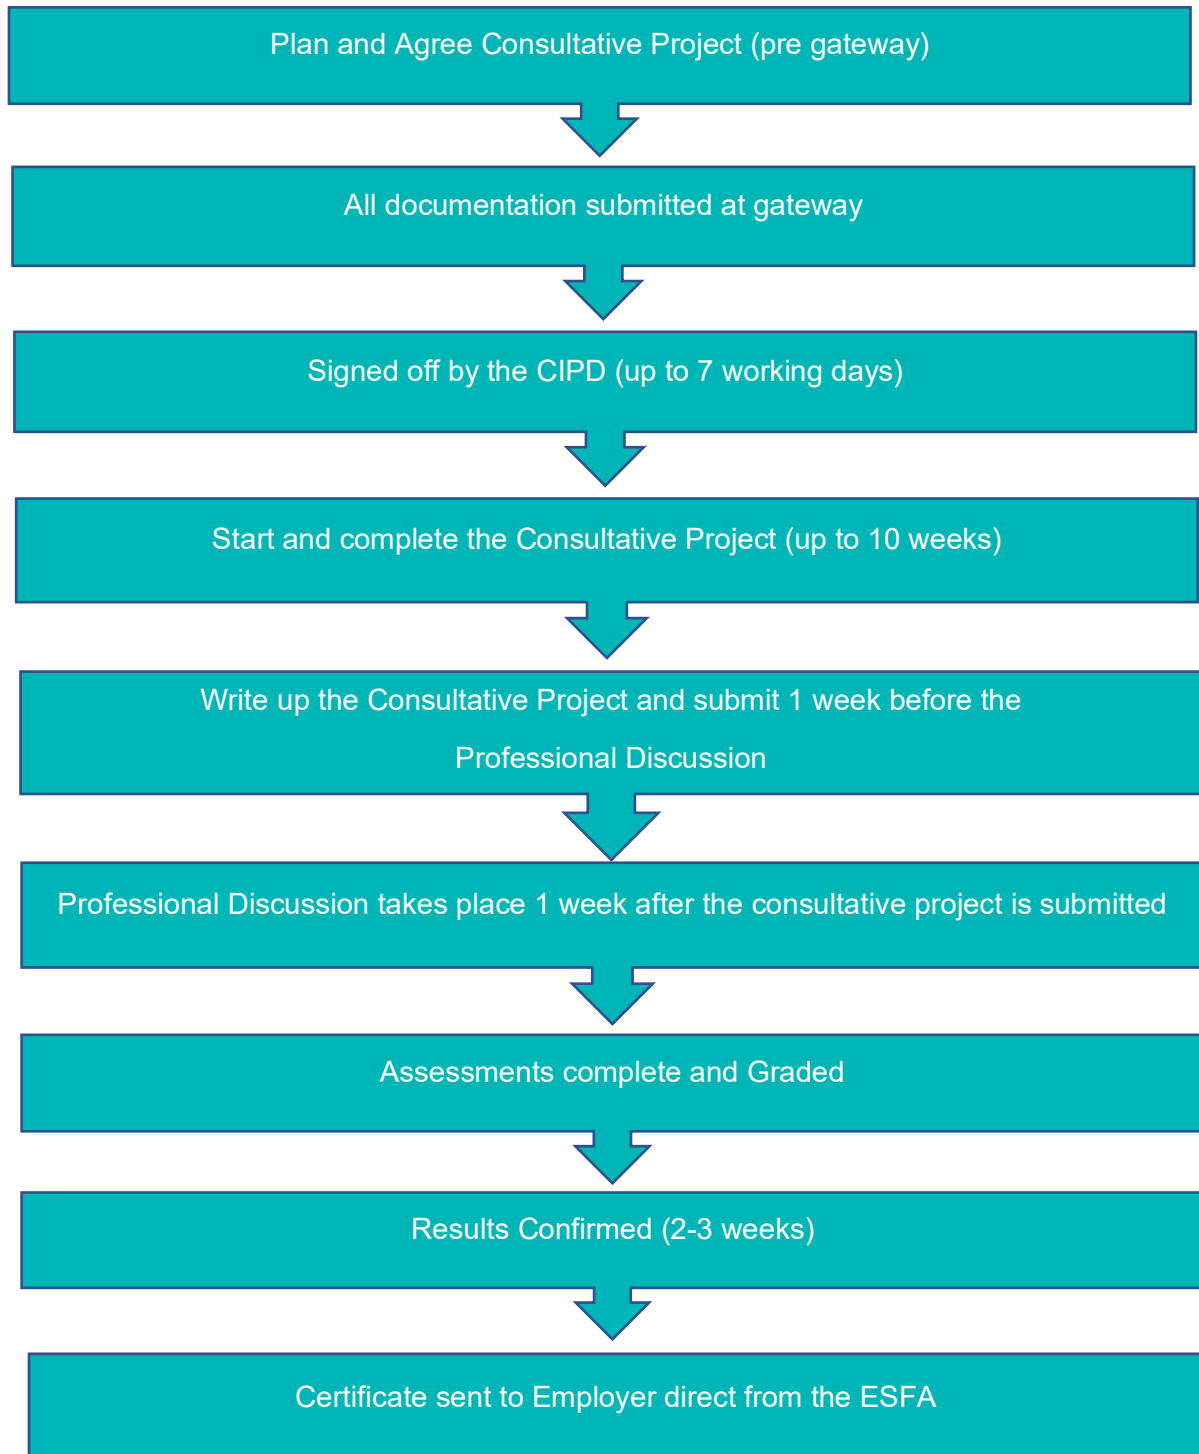 Plan and Agree Consultative Project (pre gateway)
All documentation submitted at gateway
Signed off by the CIPD (up to 7 working days)
Start and complete the Consultative Project (up to 10 weeks)
Write up the Consultative Project and submit 1 week before the
Professional Discussion
Professional Discussion takes place 1 week after the consultative project is submitted
Assessments complete and Graded
Results Confirmed (2-3 weeks)
Certificate sent to Employer direct from the ESFA